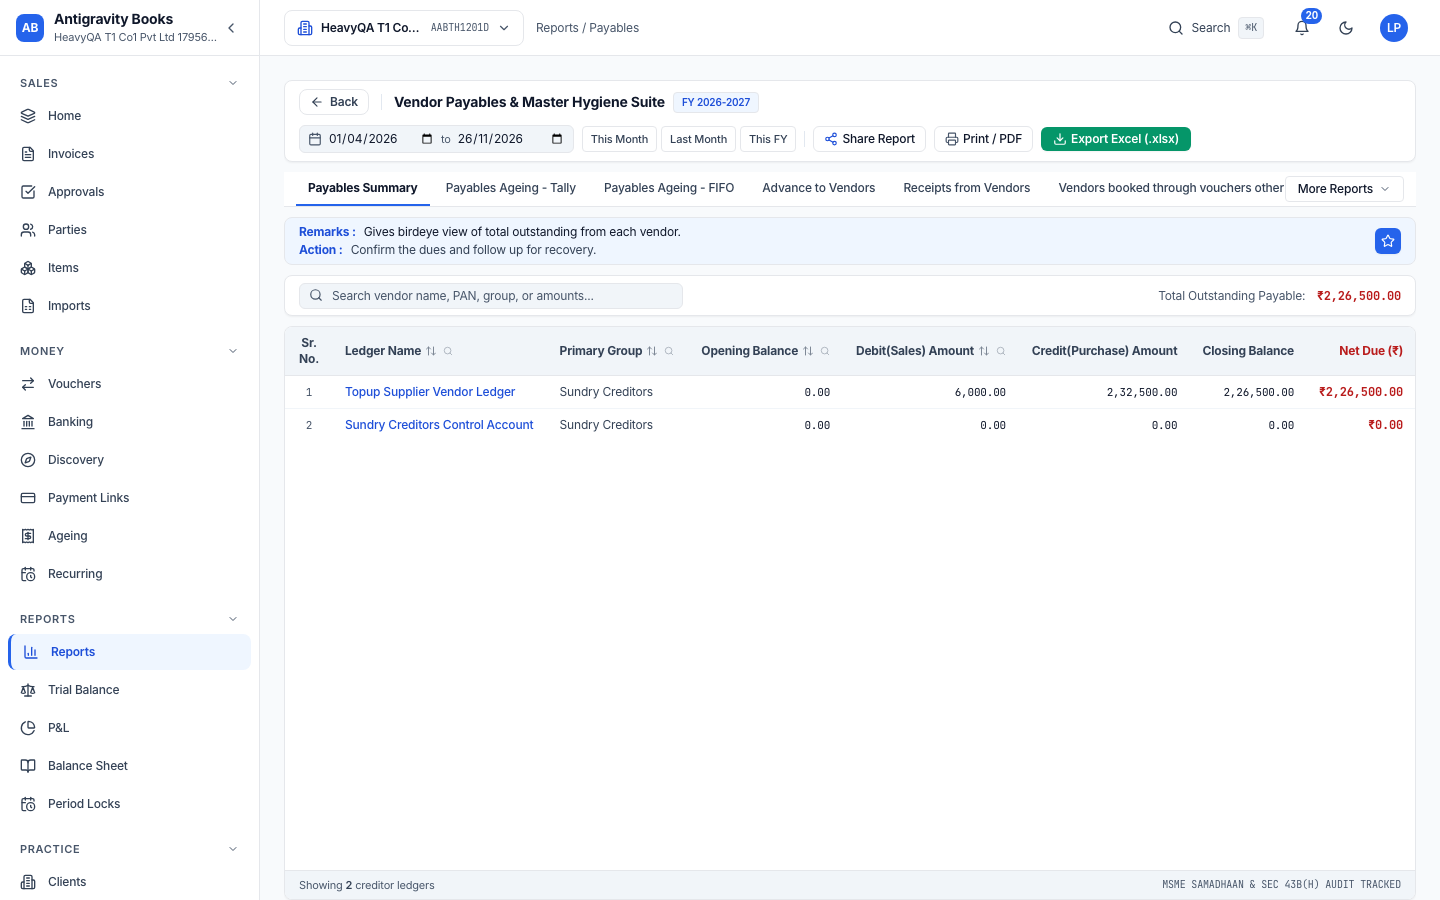 AB
Antigravity Books
HeavyQA T1 Co1 Pvt Ltd 17956...
HeavyQA T1 Co...
AABTH1201D
Reports / Payables
Search
⌘K
20
LP
SALES
Home
Invoices
Approvals
Parties
Items
Imports
MONEY
Vouchers
Banking
Discovery
Payment Links
Ageing
Recurring
REPORTS
Reports
Trial Balance
P&L
Balance Sheet
Period Locks
PRACTICE
Clients
Back
Vendor Payables & Master Hygiene Suite
FY 2026-2027
01/04/2026 to 26/11/2026
This Month
Last Month
This FY
Share Report
Print / PDF
Export Excel (.xlsx)
Payables Summary
Payables Ageing - Tally
Payables Ageing - FIFO
Advance to Vendors
Receipts from Vendors
Vendors booked through vouchers other
More Reports
Remarks : Gives birdeye view of total outstanding from each vendor.
Action : Confirm the dues and follow up for recovery.
Search vendor name, PAN, group, or amounts...
Total Outstanding Payable: ₹2,26,500.00
Sr. No. Ledger Name Primary Group Opening Balance Debit(Sales) Amount Credit(Purchase) Amount Closing Balance Net Due (₹)
1 Topup Supplier Vendor Ledger Sundry Creditors 0.00 6,000.00 2,32,500.00 2,26,500.00 ₹2,26,500.00
2 Sundry Creditors Control Account Sundry Creditors 0.00 0.00 0.00 0.00 ₹0.00
Showing 2 creditor ledgers
MSME SAMADHAAN & SEC 43B(H) AUDIT TRACKED